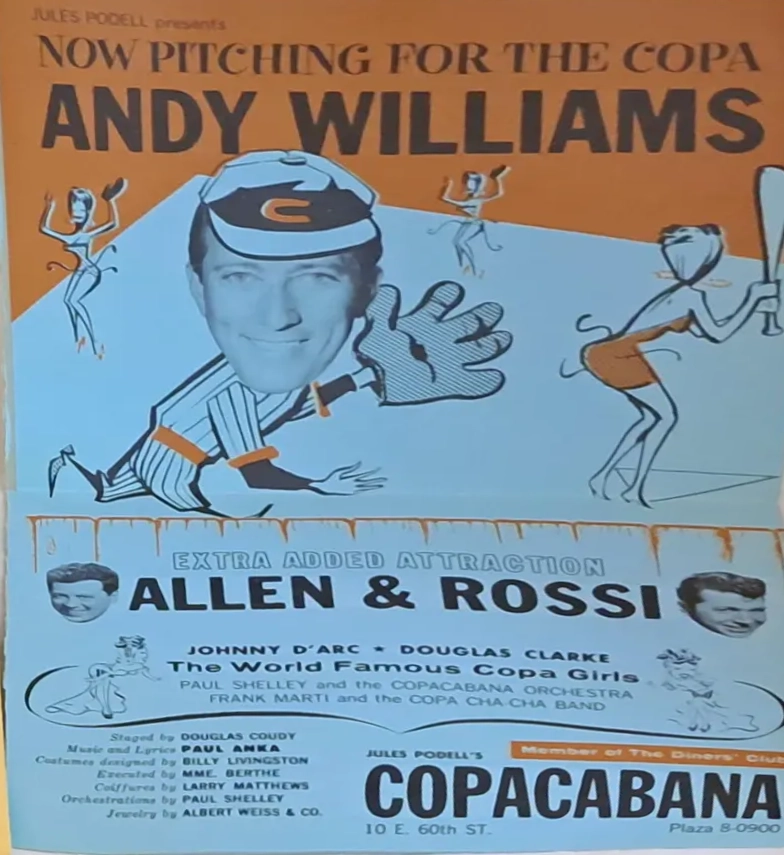 JULES PODELL presents
NOW PITCHING FOR THE COPA
ANDY WILLIAMS
C
EXTRA ADDED ATTRACTION
ALLEN & ROSSI
JOHNNY D'ARC ★ DOUGLAS CLARKE
The World Famous Copa Girls
PAUL SHELLEY and the COPACABANA ORCHESTRA
FRANK MARTI and the COPA CHA-CHA BAND
Staged by DOUGLAS COUDY
Music and Lyrics PAUL ANKA
Costumes designed by BILLY LIVINGSTON
Executed by MME. BERTHE
Coiffures by LARRY MATTHEWS
Orchestrations by PAUL SHELLEY
Jewelry by ALBERT WEISS & CO.
Member of The Diners' Club
JULES PODELL'S
COPACABANA
10 E. 60th ST. Plaza 8-0900